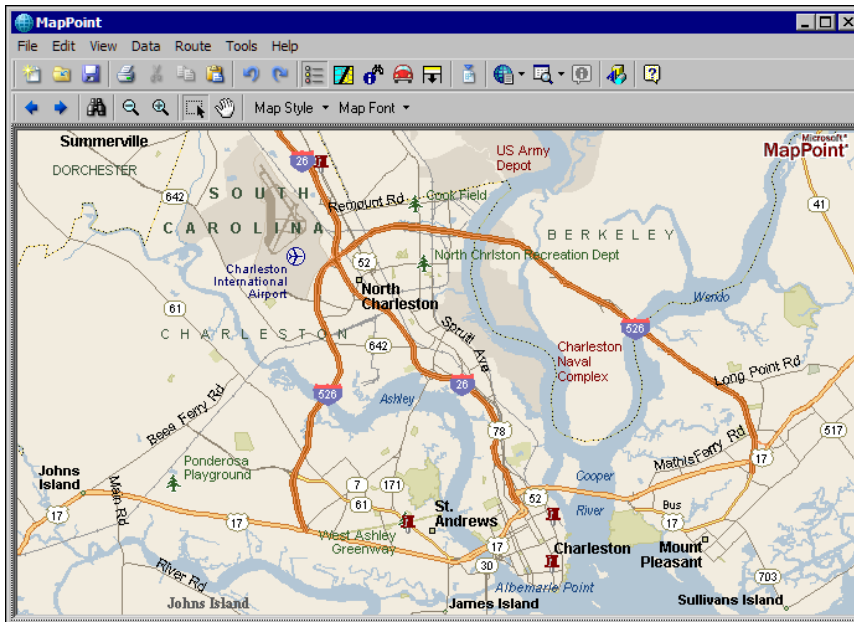 MapPoint
File Edit View Data Route Tools Help
Map Style Map Font
Microsoft
MapPoint
Summerville
US Army
Depot
DORCHESTER
26
642
SOUTH
Cook Field
Remount Rd
41
CAROLINA
BERKELEY
52
North Chrlston Recreation Dept
Charleston
International
Airport
North
Charleston
Wando
61
CHARLESTON
Spruill Ave
526
642
Charleston
Naval
Complex
Long Point Rd
526
Ashley
26
Bees Ferry Rd
78
517
MathisFerry Rd
Ponderosa
Playground
17
Johns
Island
Main Rd
7
171
Cooper
61
52
River
Bus
17
17
St.
Andrews
17
West Ashley
Greenway
17
Charleston
Mount
Pleasant
30
River Rd
703
Albemarle Point
Johns Island
James Island
Sullivans Island